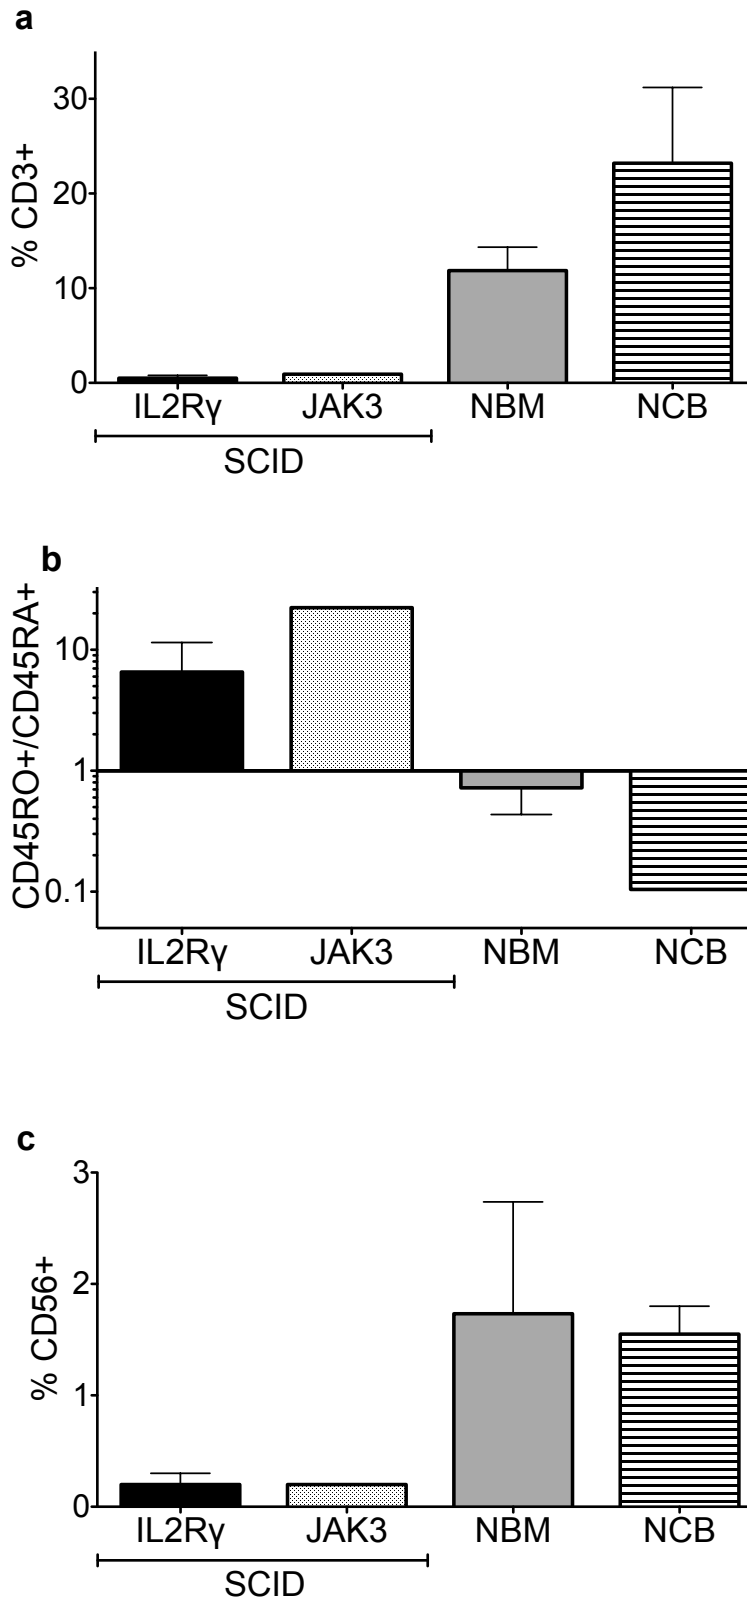 a
% CD3+
30
20
10
0
IL2Rγ JAK3 NBM NCB
SCID
b
CD45RO+/CD45RA+
10
1
0.1
IL2Rγ JAK3 NBM NCB
SCID
c
% CD56+
3
2
1
0
IL2Rγ JAK3 NBM NCB
SCID